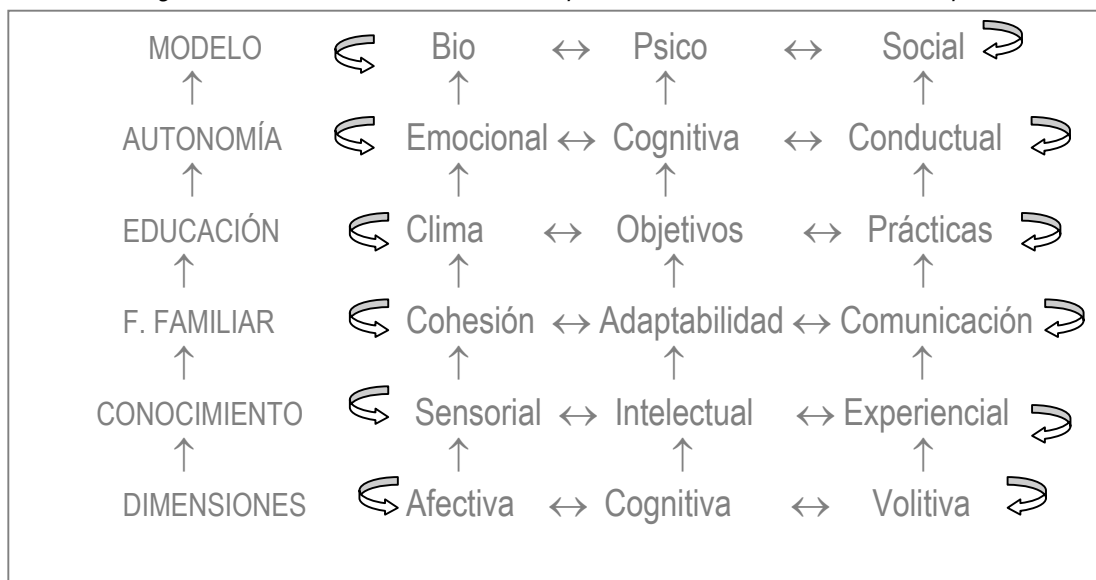 MODELO Bio ↔ Psico ↔ Social
↑ ↑ ↑ ↑
AUTONOMÍA Emocional ↔ Cognitiva ↔ Conductual
↑ ↑ ↑ ↑
EDUCACIÓN Clima ↔ Objetivos ↔ Prácticas
↑ ↑ ↑ ↑
F. FAMILIAR Cohesión ↔ Adaptabilidad ↔ Comunicación
↑ ↑ ↑ ↑
CONOCIMIENTO Sensorial ↔ Intelectual ↔ Experiencial
↑ ↑ ↑ ↑
DIMENSIONES Afectiva ↔ Cognitiva ↔ Volitiva